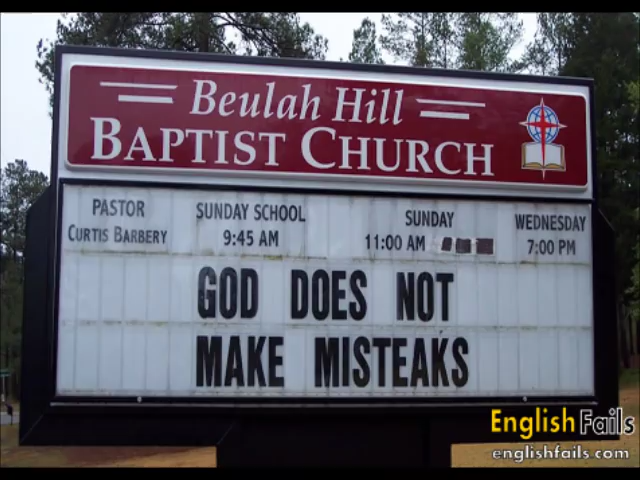 Beulah Hill
BAPTIST CHURCH
PASTOR
CURTIS BARBERY
SUNDAY SCHOOL
9:45 AM
SUNDAY
11:00 AM
WEDNESDAY
7:00 PM
GOD DOES NOT
MAKE MISTEAKS
English Fails
englishfails.com